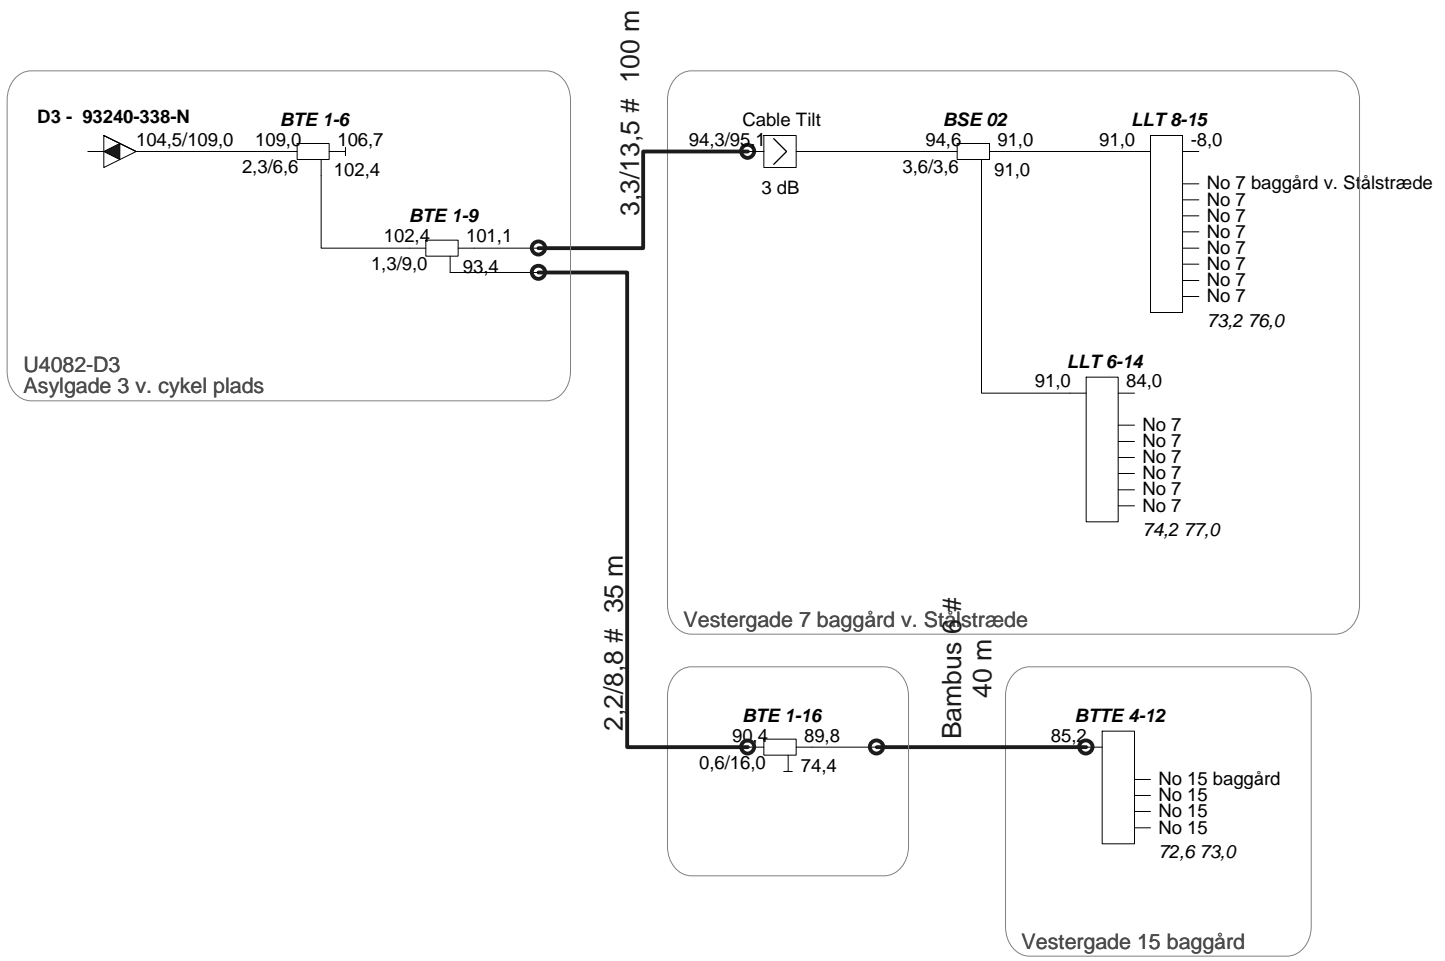 D3 - 93240-338-N
104,5/109,0
BTE 1-6
109,0
106,7
2,3/6,6
102,4
BTE 1-9
102,4
101,1
1,3/9,0
93,4
U4082-D3
Asylgade 3 v. cykel plads
3,3/13,5 # 100 m
94,3/95,1
Cable Tilt
3 dB
BSE 02
94,6
91,0
3,6/3,6
91,0
LLT 8-15
91,0
-8,0
No 7 baggård v. Stålstræde
No 7
No 7
No 7
No 7
No 7
No 7
No 7
73,2 76,0
LLT 6-14
91,0
84,0
No 7
No 7
No 7
No 7
No 7
No 7
74,2 77,0
Vestergade 7 baggård v. Stålstræde
2,2/8,8 # 35 m
BTE 1-16
90,4
89,8
0,6/16,0
74,4
Bambus 6 #
40 m
BTTE 4-12
85,2
No 15 baggård
No 15
No 15
No 15
72,6 73,0
Vestergade 15 baggård